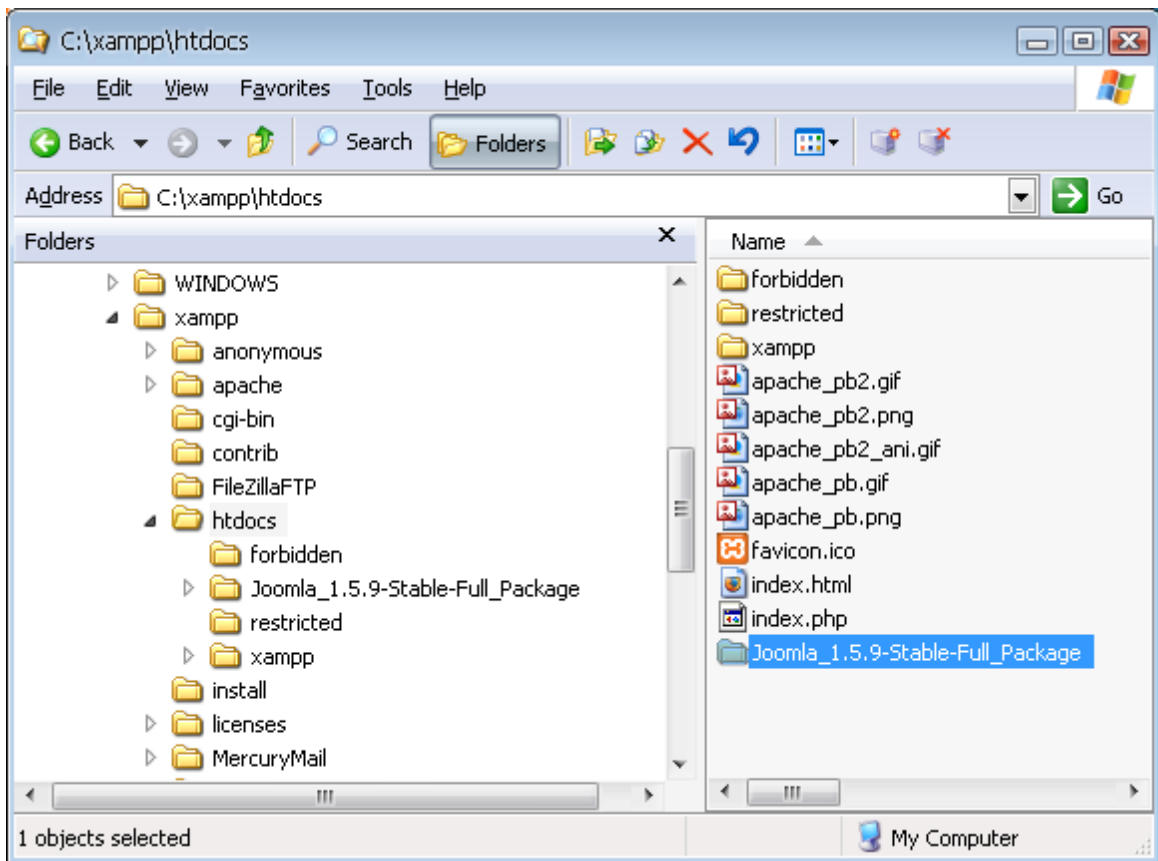 C:\xampp\htdocs
File Edit View Favorites Tools Help
Back Search Folders
Address C:\xampp\htdocs Go
Folders
WINDOWS
xampp
anonymous
apache
cgi-bin
contrib
FileZillaFTP
htdocs
forbidden
Joomla_1.5.9-Stable-Full_Package
restricted
xampp
install
licenses
MercuryMail
Name
forbidden
restricted
xampp
apache_pb2.gif
apache_pb2.png
apache_pb2_ani.gif
apache_pb.gif
apache_pb.png
favicon.ico
index.html
index.php
Joomla_1.5.9-Stable-Full_Package
1 objects selected My Computer